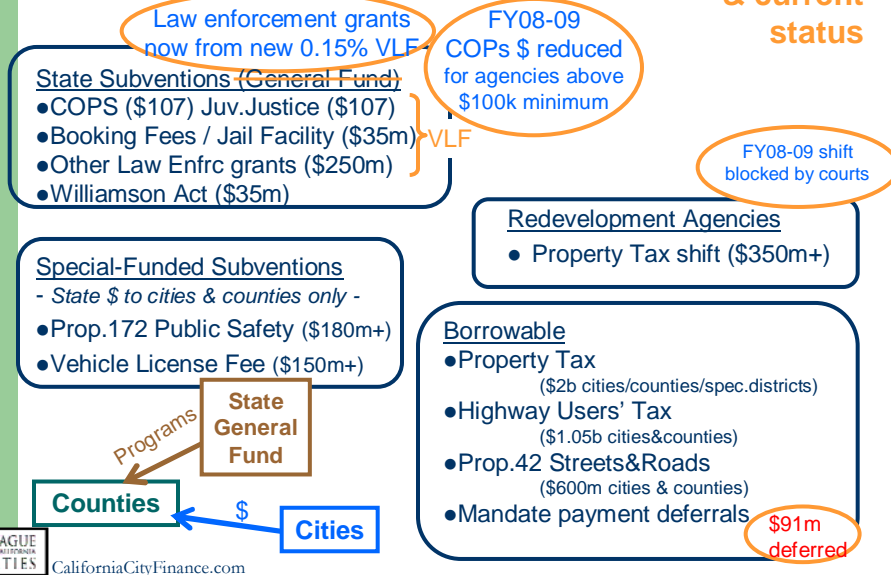 & current
status
Law enforcement grants
now from new 0.15% VLF
FY08-09
COPs $ reduced
for agencies above
$100k minimum
State Subventions (General Fund)
●COPS ($107) Juv.Justice ($107)
●Booking Fees / Jail Facility ($35m)
●Other Law Enfrc grants ($250m)
●Williamson Act ($35m)
VLF
FY08-09 shift
blocked by courts
Redevelopment Agencies
● Property Tax shift ($350m+)
Special-Funded Subventions
- State $ to cities & counties only -
●Prop.172 Public Safety ($180m+)
●Vehicle License Fee ($150m+)
Borrowable
●Property Tax
($2b cities/counties/spec.districts)
●Highway Users' Tax
($1.05b cities&counties)
●Prop.42 Streets&Roads
($600m cities & counties)
●Mandate payment deferrals
$91m
deferred
State
General
Fund
Programs
Counties
$
Cities
AGUE
CALIFORNIA
TIES
CaliforniaCityFinance.com